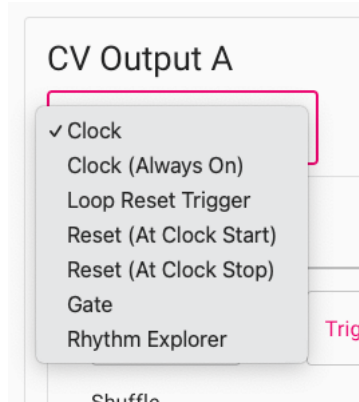 CV Output A
✓ Clock
Clock (Always On)
Loop Reset Trigger
Reset (At Clock Start)
Reset (At Clock Stop)
Gate
Rhythm Explorer
Shuffle